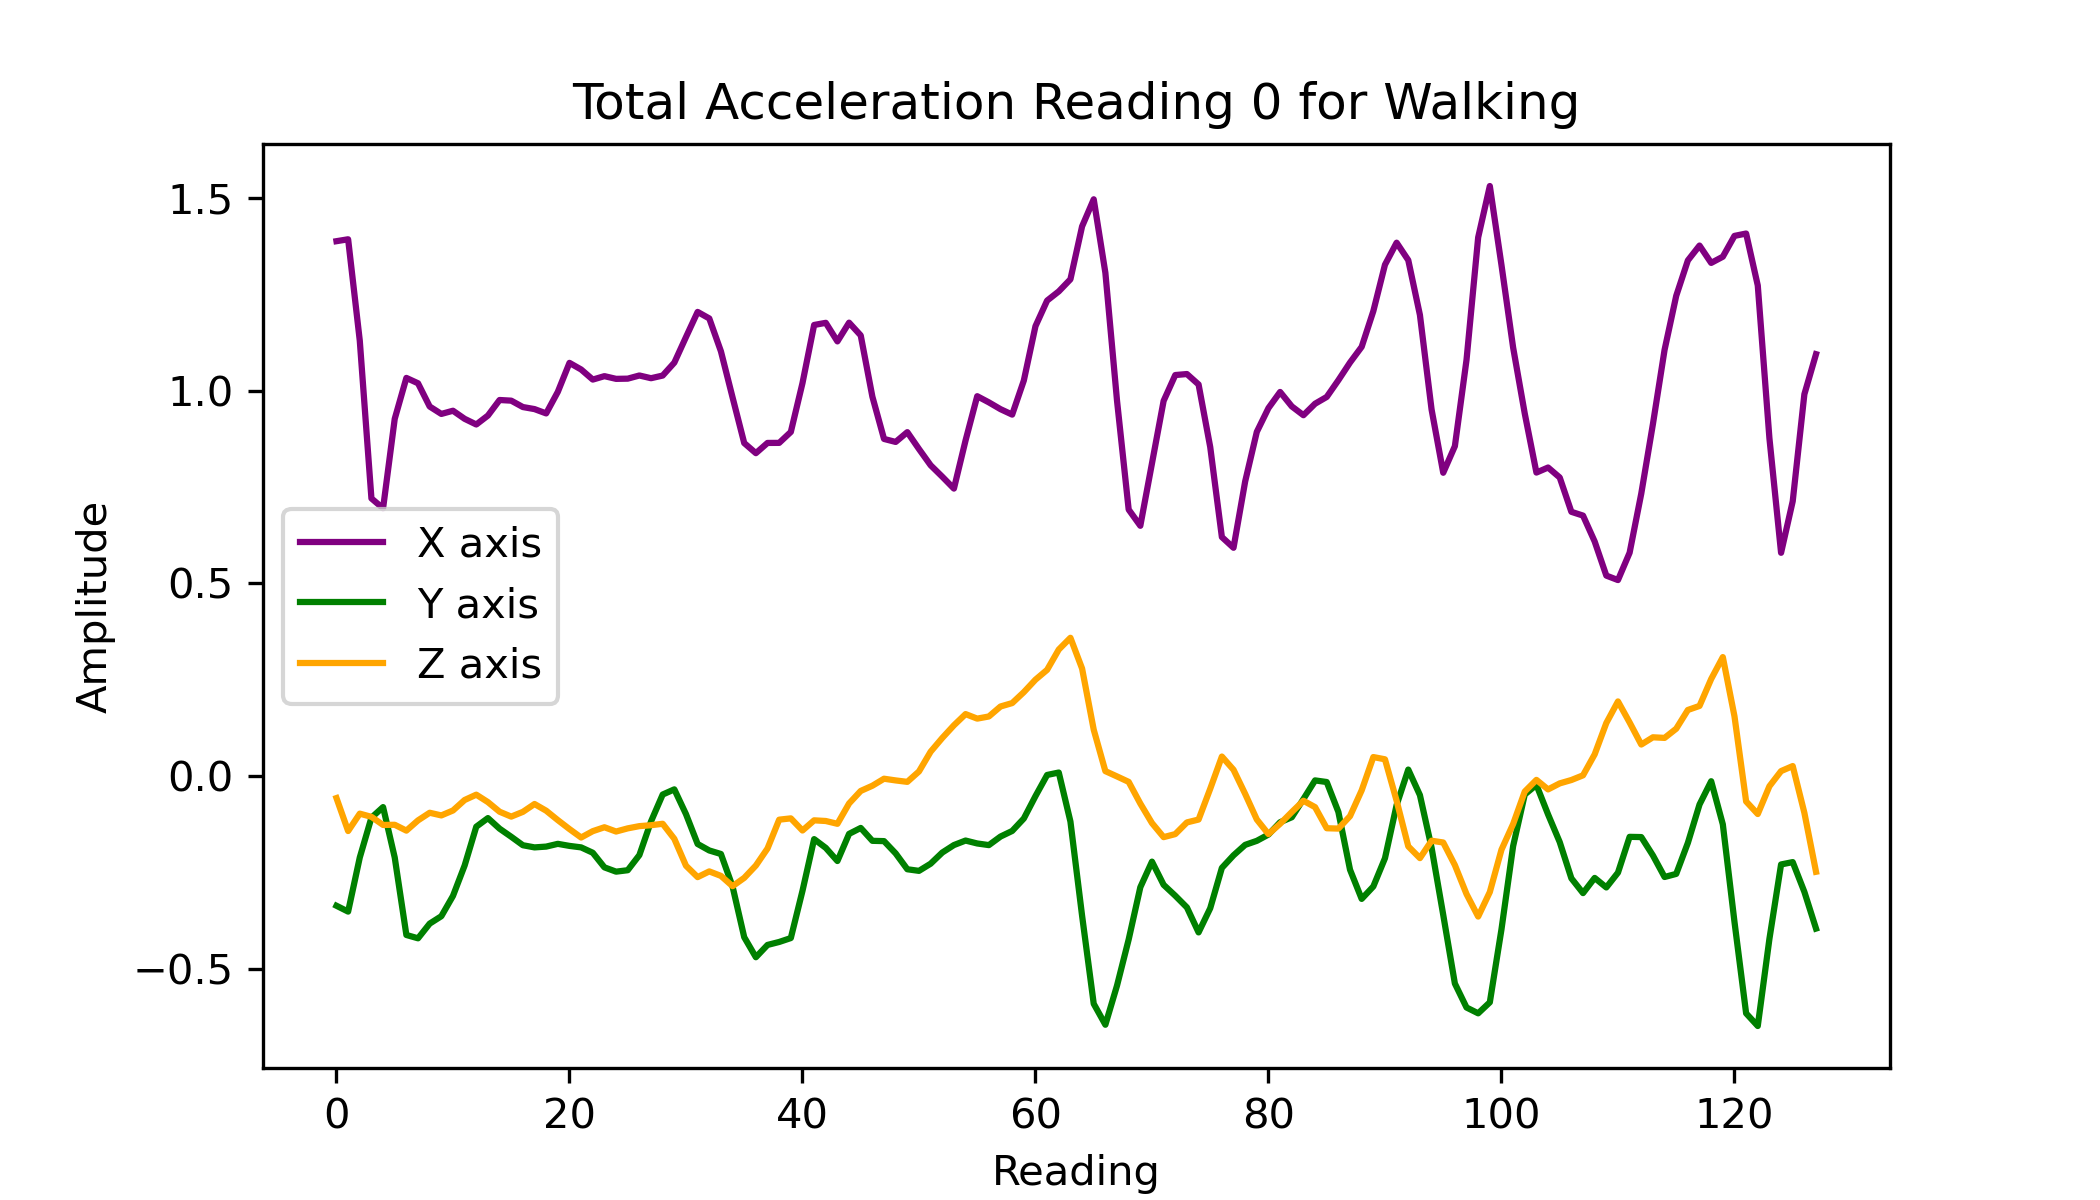 Total Acceleration Reading 0 for Walking
1.5
1.0
0.5
0.0
−0.5
Amplitude
X axis
Y axis
Z axis
0 20 40 60 80 100 120
Reading